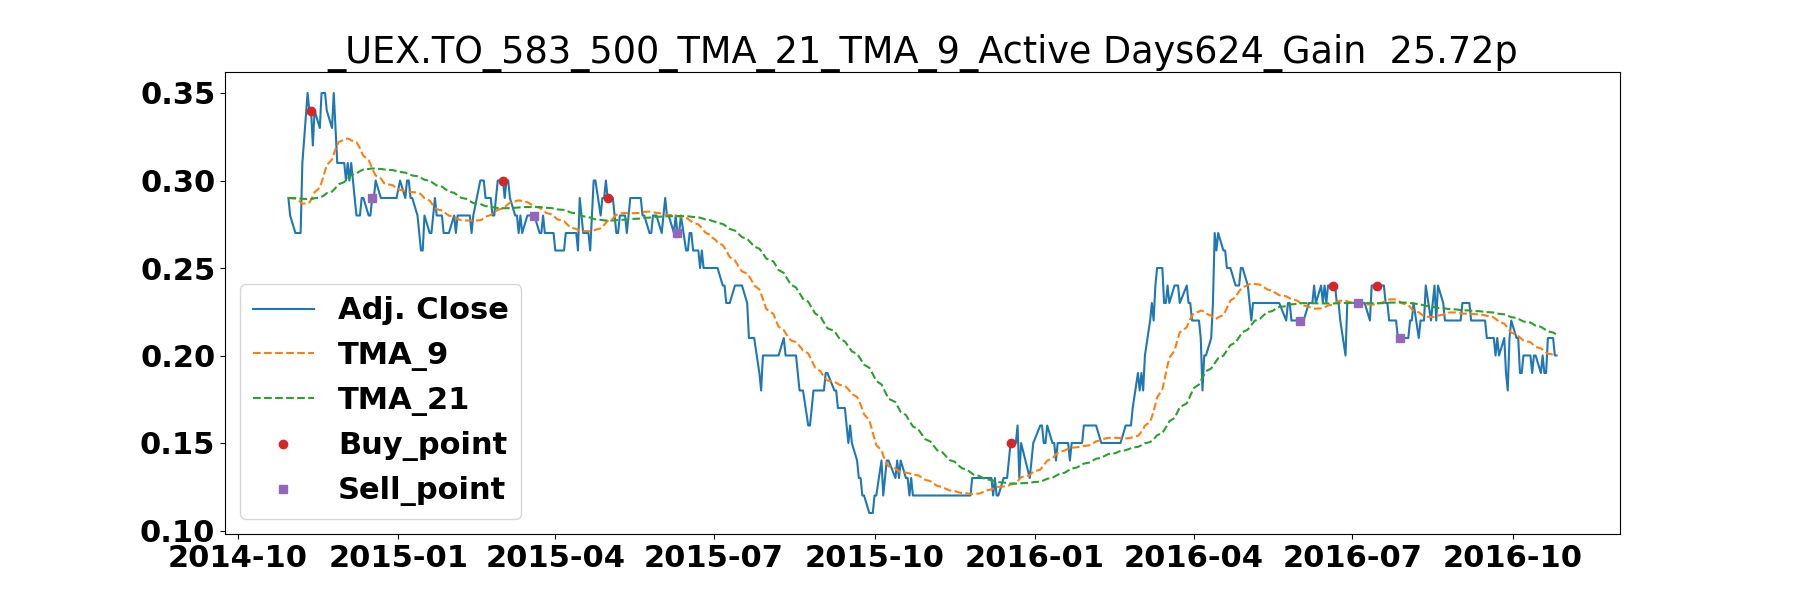 _UEX.TO_583_500_TMA_21_TMA_9_Active Days624_Gain  25.72p
0.35
0.30
0.25
0.20
0.15
0.10
Adj. Close
TMA_9
TMA_21
Buy_point
Sell_point
2014-10 2015-01 2015-04 2015-07 2015-10 2016-01 2016-04 2016-07 2016-10